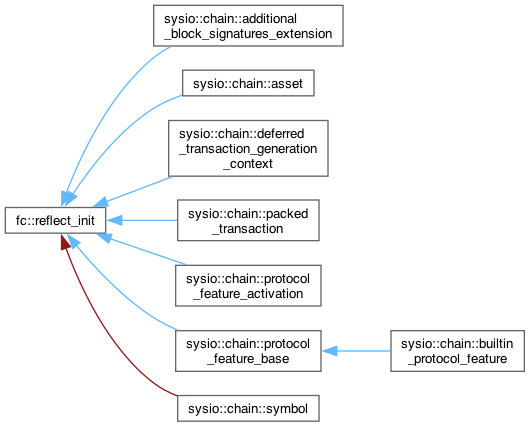 sysio::chain::additional
_block_signatures_extension
sysio::chain::asset
sysio::chain::deferred
_transaction_generation
_context
fc::reflect_init
sysio::chain::packed
_transaction
sysio::chain::protocol
_feature_activation
sysio::chain::protocol
_feature_base
sysio::chain::builtin
_protocol_feature
sysio::chain::symbol